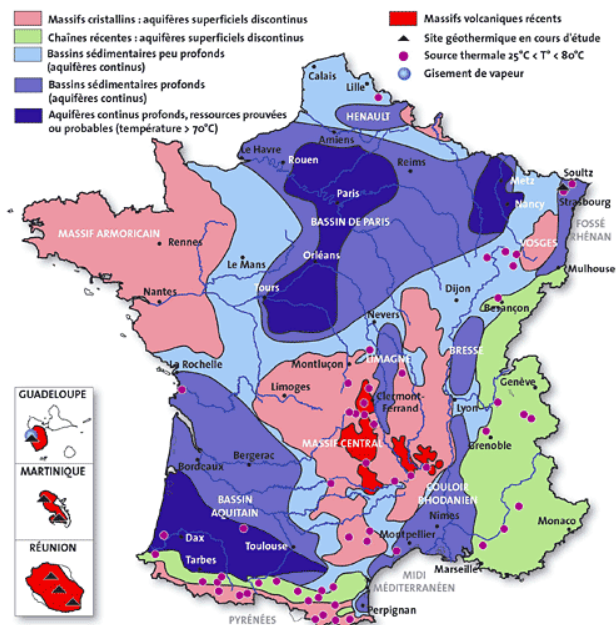 Massifs cristallins : aquifères superficiels discontinus
Chaînes récentes : aquifères superficiels discontinus
Bassins sédimentaires peu profonds
(aquifères continus)
Bassins sédimentaires profonds
(aquifères continus)
Aquifères continus profonds, ressources prouvées
ou probables (température > 70°C)
Massifs volcaniques récents
Site géothermique en cours d'étude
Source thermale 25°C < T° < 80°C
Gisement de vapeur
Calais
Lille
HENAULT
Amiens
Le Havre
Rouen
Reims
Metz
Soultz
Paris
Nancy
Strasbourg
BASSIN DE PARIS
FOSSÉ
RHÉNAN
MASSIF ARMORICAIN
Rennes
VOSGES
Orléans
Le Mans
Mulhouse
Nantes
Tours
Dijon
Besançon
Nevers
BRESSE
La Rochelle
Montluçon
LIMAGNE
Genève
GUADELOUPE
Limoges
Clermont-
Ferrand
Lyon
MASSIF CENTRAL
Grenoble
MARTINIQUE
Bergerac
Bordeaux
COULOIR
RHODANIEN
BASSIN
AQUITAIN
Nîmes
RÉUNION
Dax
Toulouse
Montpellier
Monaco
Tarbes
Marseille
MIDI
MÉDITERRANÉEN
Perpignan
PYRÉNÉES